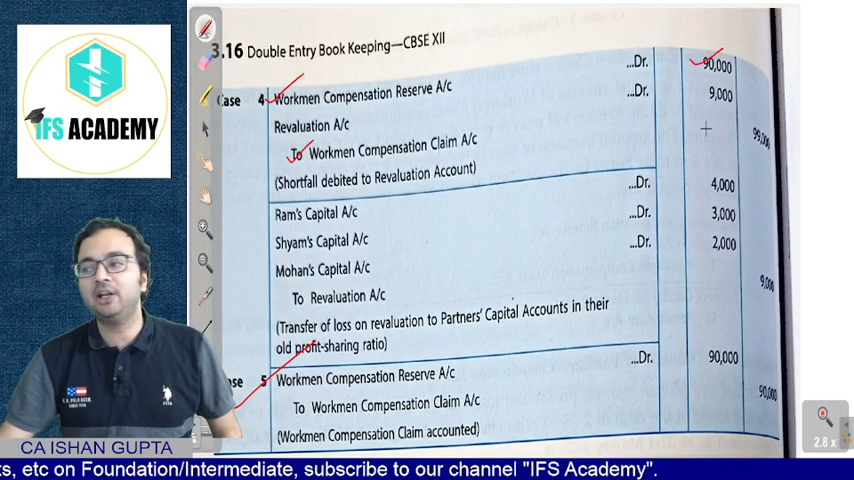 IFS ACADEMY
3.16 Double Entry Book Keeping—CBSE XII
Case 4 Workmen Compensation Reserve A/c ...Dr. 90,000
Revaluation A/c ...Dr. 9,000
To Workmen Compensation Claim A/c 99,000
(Shortfall debited to Revaluation Account)
Ram's Capital A/c ...Dr. 4,000
Shyam's Capital A/c ...Dr. 3,000
Mohan's Capital A/c ...Dr. 2,000
To Revaluation A/c 9,000
(Transfer of loss on revaluation to Partners' Capital Accounts in their
old profit-sharing ratio)
ase 5 Workmen Compensation Reserve A/c ...Dr. 90,000
To Workmen Compensation Claim A/c 90,000
(Workmen Compensation Claim accounted)
2.8 x
CA ISHAN GUPTA
ts, etc on Foundation/Intermediate, subscribe to our channel "IFS Academy".